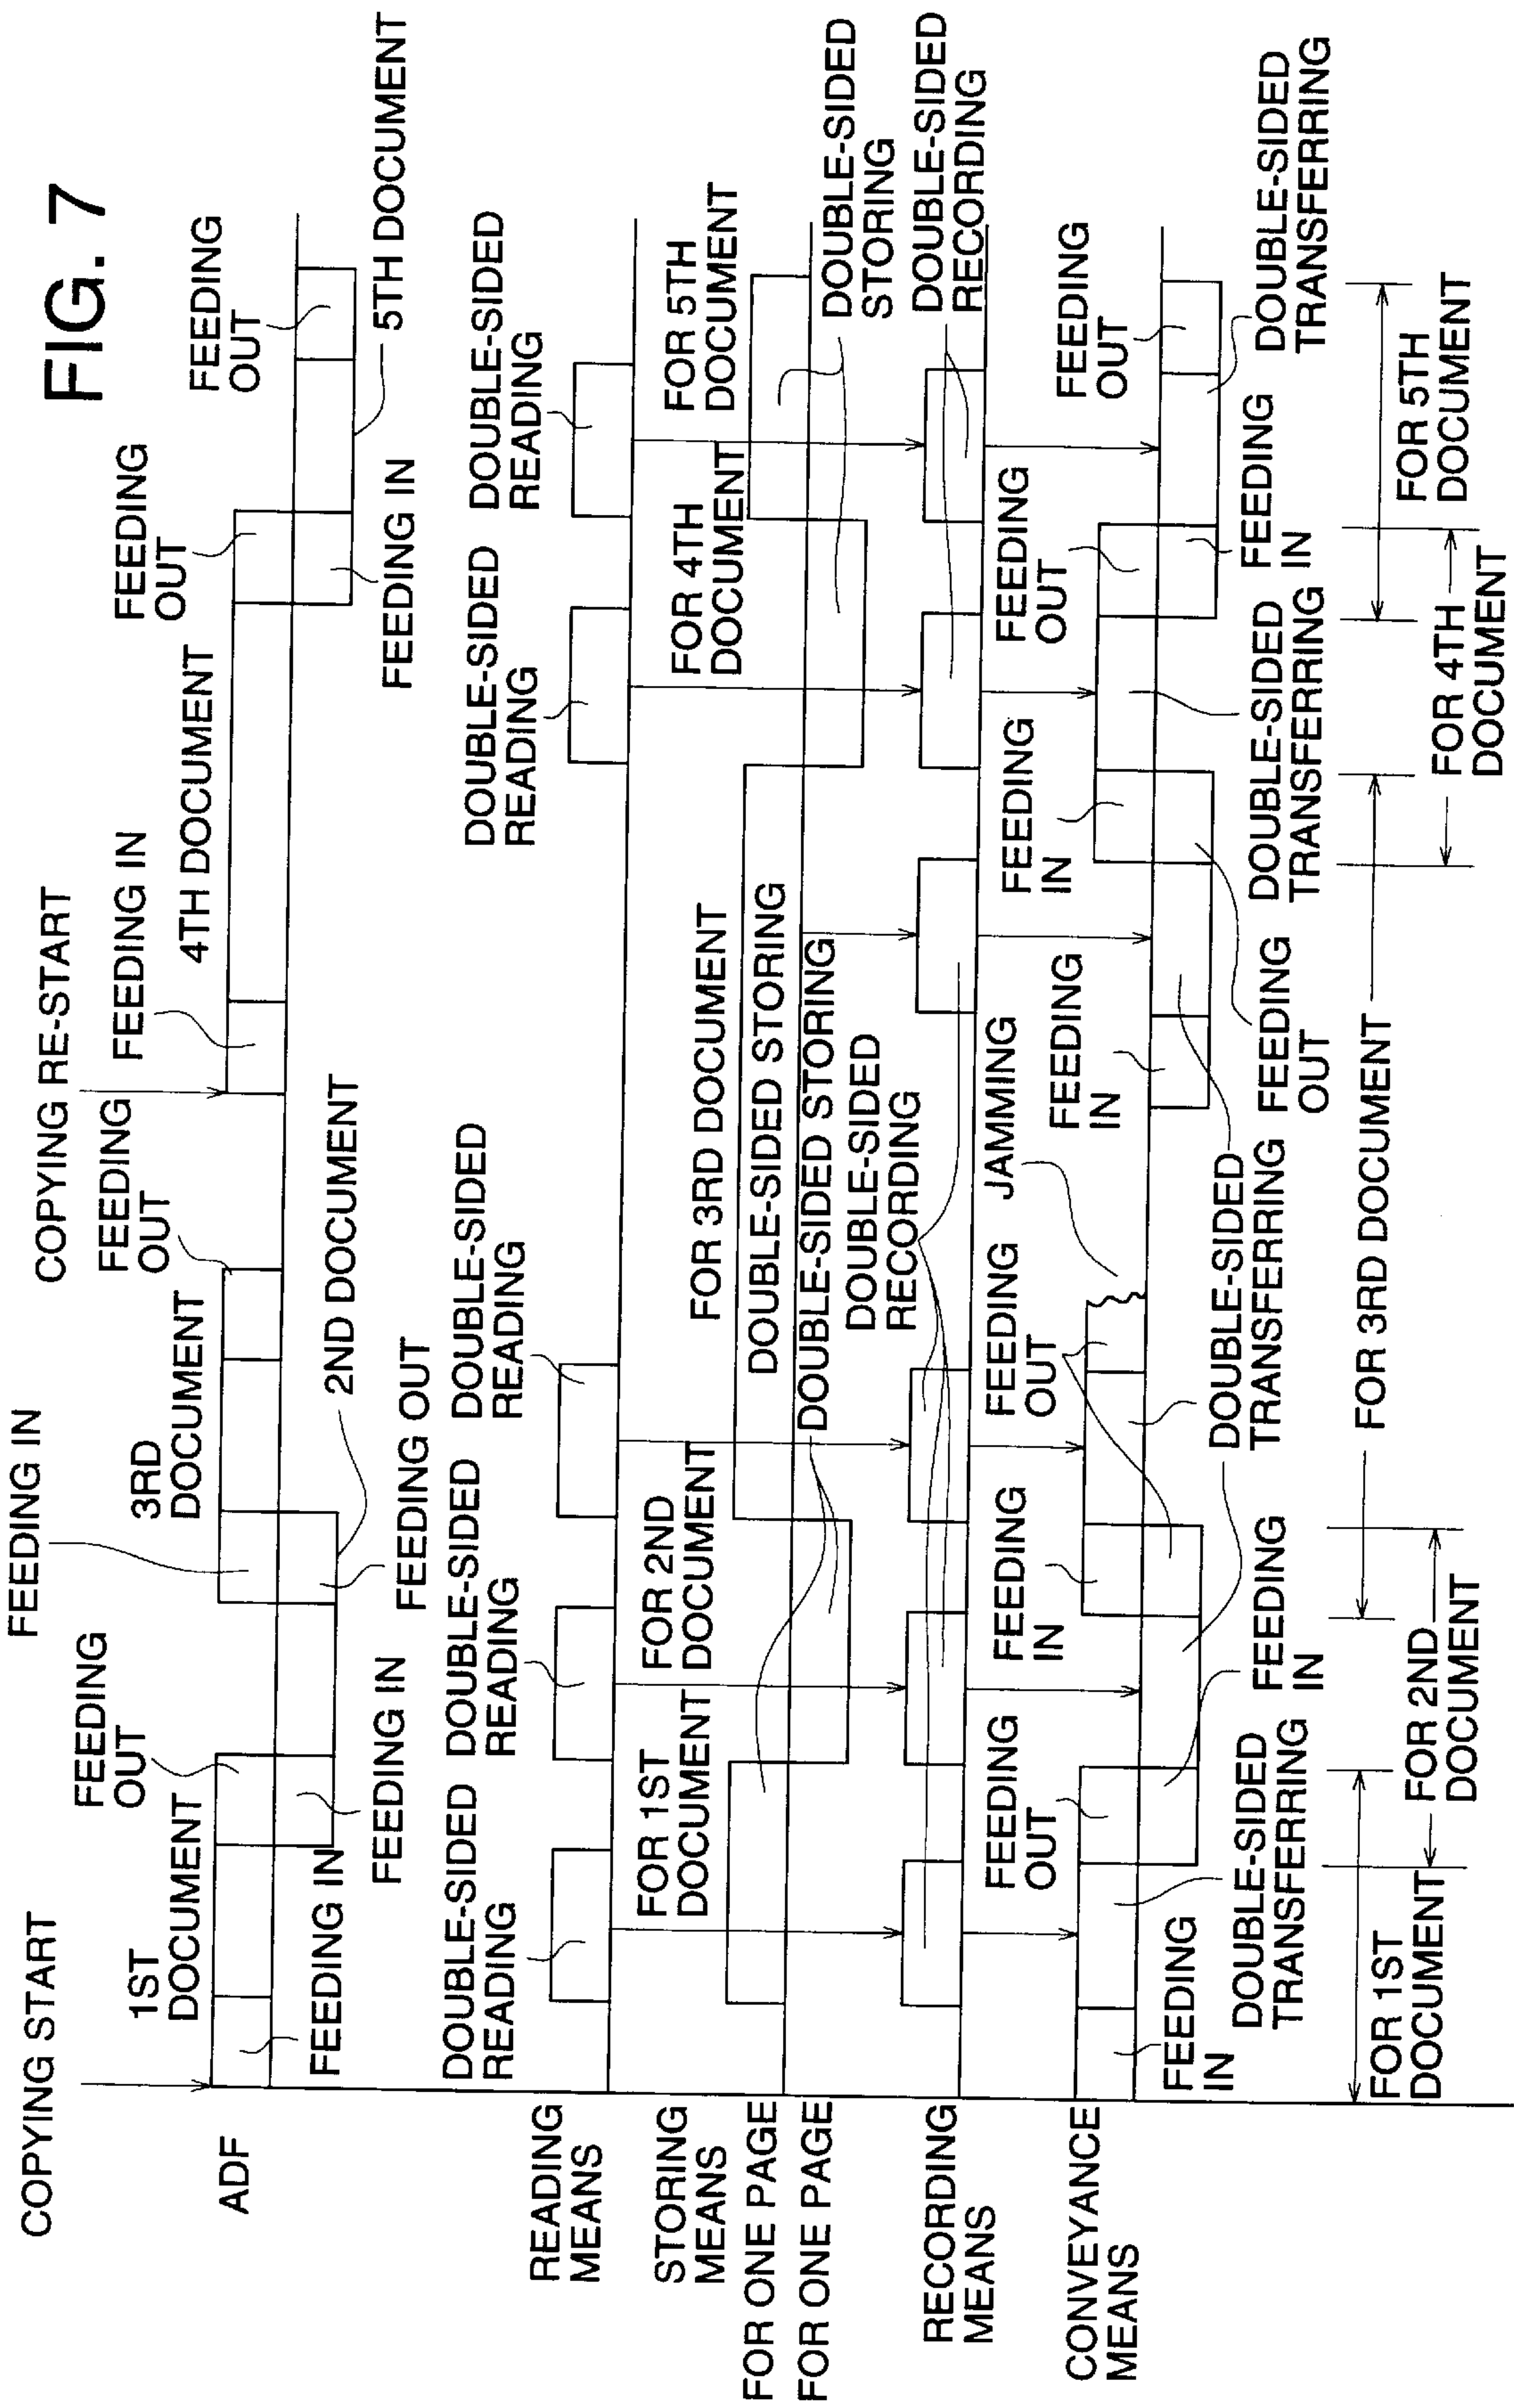 FIG. 7
COPYING START
COPYING RE-START
FEEDING IN
FEEDING
OUT
FEEDING
OUT
FEEDING IN
FEEDING
OUT
FEEDING
OUT
ADF
1ST
DOCUMENT
3RD
DOCUMENT
4TH DOCUMENT
FEEDING IN
FEEDING IN
FEEDING OUT
2ND DOCUMENT
FEEDING IN
5TH DOCUMENT
READING
MEANS
DOUBLE-SIDED
READING
DOUBLE-SIDED
READING
DOUBLE-SIDED
READING
DOUBLE-SIDED
READING
DOUBLE-SIDED
READING
STORING
MEANS
FOR ONE PAGE
FOR ONE PAGE
FOR 1ST
DOCUMENT
FOR 2ND
DOCUMENT
FOR 3RD DOCUMENT
DOUBLE-SIDED STORING
DOUBLE-SIDED STORING
FOR 4TH
DOCUMENT
FOR 5TH
DOCUMENT
DOUBLE-SIDED
STORING
RECORDING
MEANS
DOUBLE-SIDED
RECORDING
DOUBLE-SIDED
RECORDING
CONVEYANCE
MEANS
FEEDING
OUT
FEEDING
IN
FEEDING
OUT
JAMMING
FEEDING
IN
FEEDING
IN
FEEDING
OUT
FEEDING
OUT
FEEDING
IN
DOUBLE-SIDED
TRANSFERRING
FEEDING
IN
DOUBLE-SIDED
TRANSFERRING
FEEDING
OUT
DOUBLE-SIDED
TRANSFERRING
FEEDING
IN
DOUBLE-SIDED
TRANSFERRING
FOR 1ST
DOCUMENT
FOR 2ND
DOCUMENT
FOR 3RD DOCUMENT
FOR 4TH
DOCUMENT
FOR 5TH
DOCUMENT